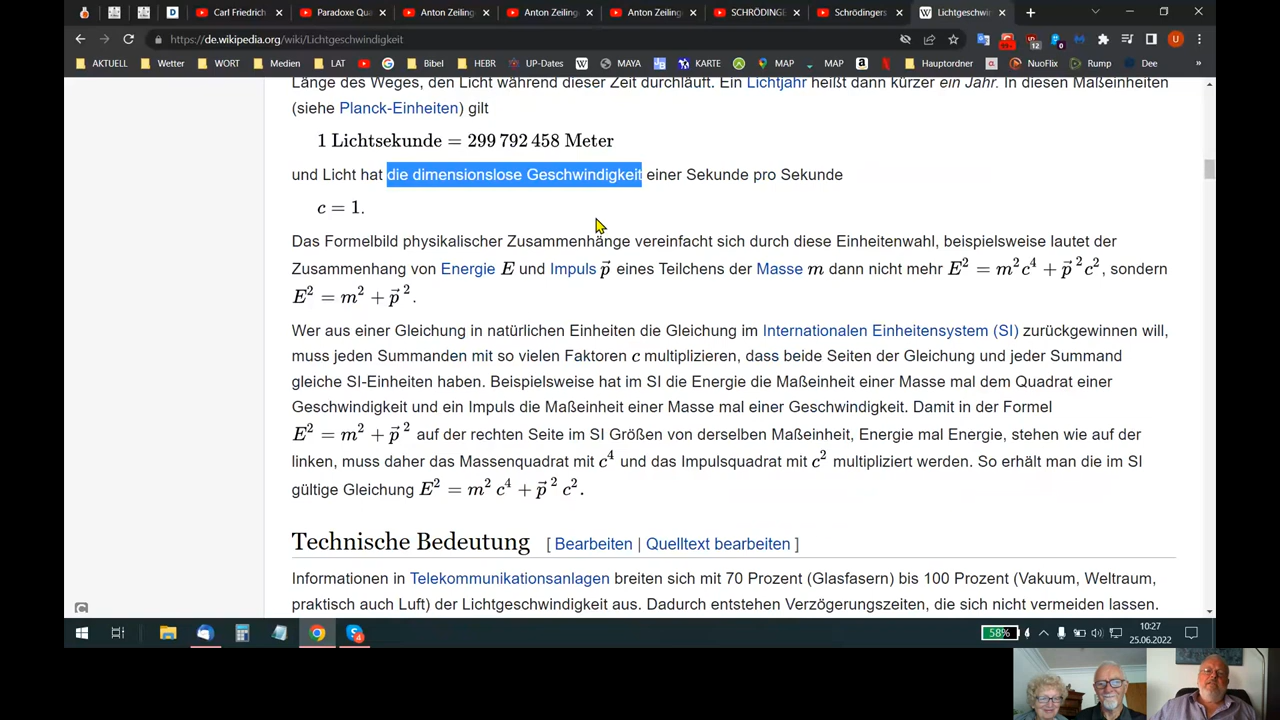 Carl Friedrich
Paradoxe Qua
Anton Zeiling
Anton Zeiling
Anton Zeiling
SCHRÖDINGE
Schrödingers
Lichtgeschwi
https://de.wikipedia.org/wiki/Lichtgeschwindigkeit
AKTUELL Wetter WORT Medien LAT Bibel HEBR UP-Dates MAYA KARTE MAP MAP Hauptordner NuoFlix Rump Dee »
Länge des Weges, den Licht während dieser Zeit durchläuft. Ein Lichtjahr heißt dann kürzer ein Jahr. In diesen Maßeinheiten
(siehe Planck-Einheiten) gilt
1 Lichtsekunde = 299 792 458 Meter
und Licht hat die dimensionslose Geschwindigkeit einer Sekunde pro Sekunde
c = 1.
Das Formelbild physikalischer Zusammenhänge vereinfacht sich durch diese Einheitenwahl, beispielsweise lautet der
Zusammenhang von Energie E und Impuls p⃗ eines Teilchens der Masse m dann nicht mehr E² = m²c⁴ + p⃗ ²c², sondern
E² = m² + p⃗ ².
Wer aus einer Gleichung in natürlichen Einheiten die Gleichung im Internationalen Einheitensystem (SI) zurückgewinnen will,
muss jeden Summanden mit so vielen Faktoren c multiplizieren, dass beide Seiten der Gleichung und jeder Summand
gleiche SI-Einheiten haben. Beispielsweise hat im SI die Energie die Maßeinheit einer Masse mal dem Quadrat einer
Geschwindigkeit und ein Impuls die Maßeinheit einer Masse mal einer Geschwindigkeit. Damit in der Formel
E² = m² + p⃗ ² auf der rechten Seite im SI Größen von derselben Maßeinheit, Energie mal Energie, stehen wie auf der
linken, muss daher das Massenquadrat mit c⁴ und das Impulsquadrat mit c² multipliziert werden. So erhält man die im SI
gültige Gleichung E² = m² c⁴ + p⃗ ² c².
Technische Bedeutung [ Bearbeiten | Quelltext bearbeiten ]
Informationen in Telekommunikationsanlagen breiten sich mit 70 Prozent (Glasfasern) bis 100 Prozent (Vakuum, Weltraum,
praktisch auch Luft) der Lichtgeschwindigkeit aus. Dadurch entstehen Verzögerungszeiten, die sich nicht vermeiden lassen.
58%
10:27
25.06.2022